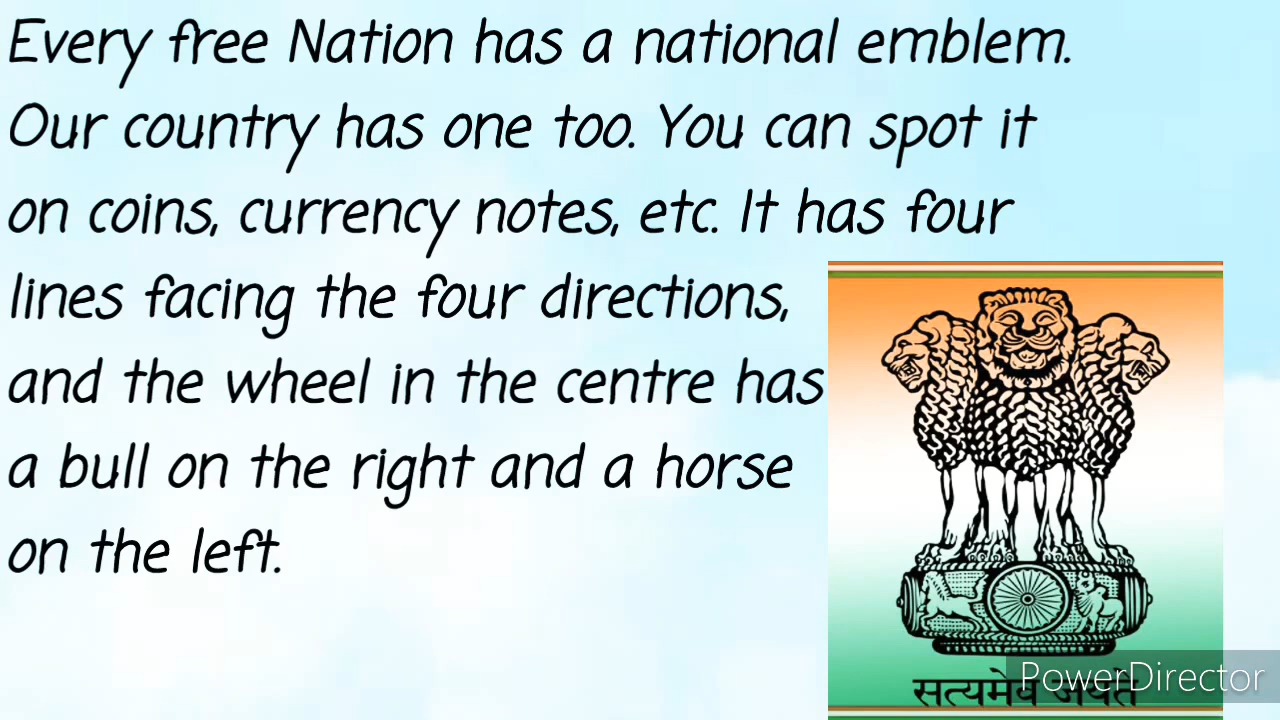 Every free Nation has a national emblem.
Our country has one too. You can spot it
on coins, currency notes, etc. It has four
lines facing the four directions,
and the wheel in the centre has
a bull on the right and a horse
on the left.
सत्यमेव जयते
PowerDirector